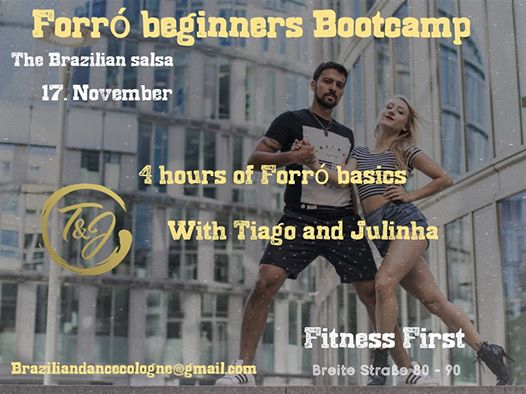 Forró beginners Bootcamp
The Brazilian salsa
17. November
4 hours of Forró basics
T&J
With Tiago and Julinha
Fitness First
Breite Straße 80 - 90
Braziliandancecologne@gmail.com